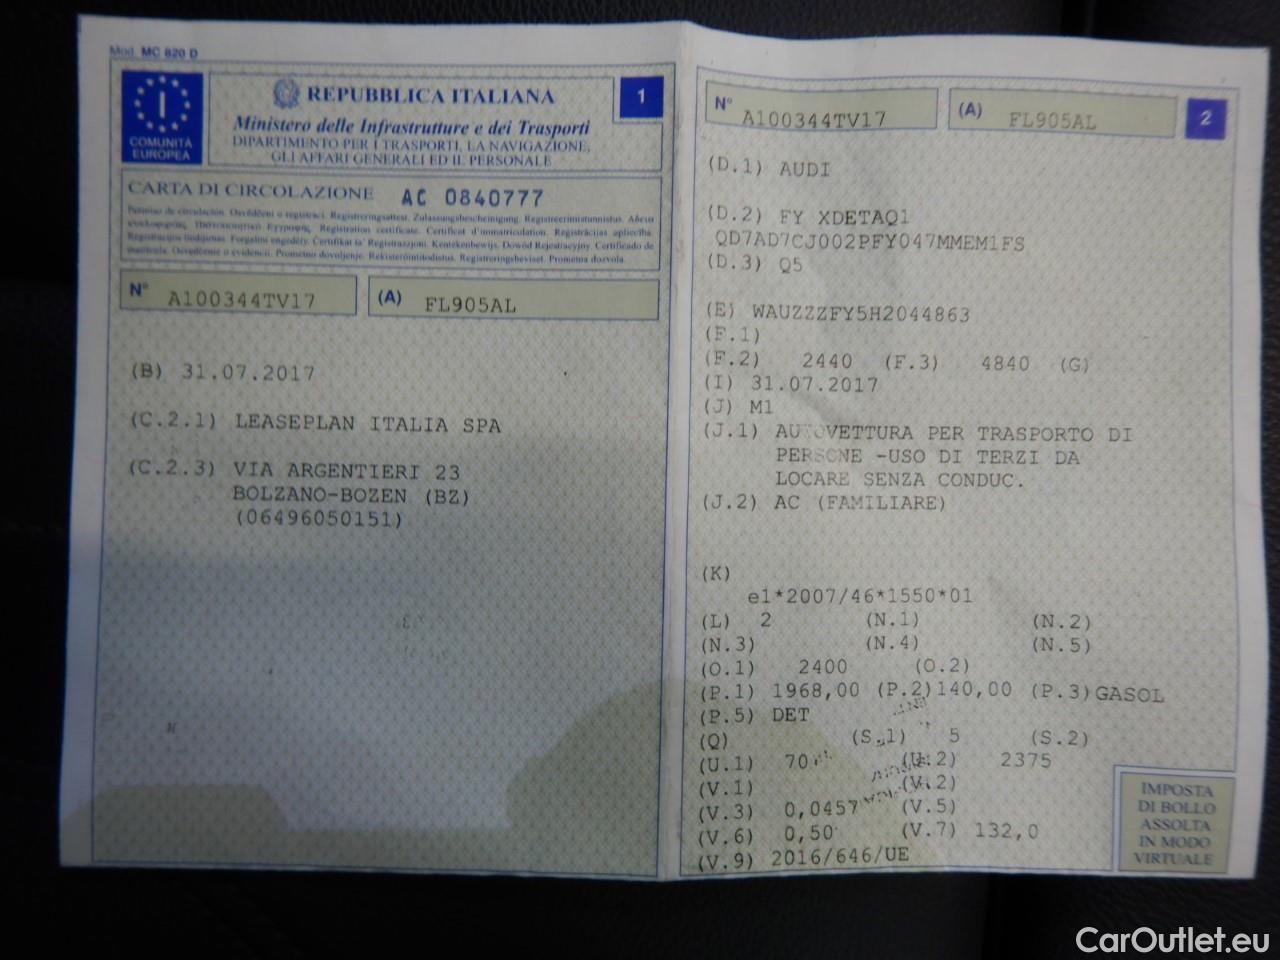 Mod. MC 820 D
I
COMUNITÀ
EUROPEA
REPUBBLICA ITALIANA
1
Ministero delle Infrastrutture e dei Trasporti
DIPARTIMENTO PER I TRASPORTI, LA NAVIGAZIONE,
GLI AFFARI GENERALI ED IL PERSONALE
CARTA DI CIRCOLAZIONE AC 0840777
Nº A100344TV17 (A) FL905AL
(B) 31.07.2017
(C.2.1) LEASEPLAN ITALIA SPA
(C.2.3) VIA ARGENTIERI 23
BOLZANO-BOZEN (BZ)
(06496050151)
Nº A100344TV17 (A) FL905AL 2
(D.1) AUDI
(D.2) FY XDETAQ1
QD7AD7CJ002PFY047MMEM1FS
(D.3) Q5
(E) WAUZZZFY5H2044863
(F.1)
(F.2) 2440 (F.3) 4840 (G)
(I) 31.07.2017
(J) M1
(J.1) AUTOVETTURA PER TRASPORTO DI
PERSONE -USO DI TERZI DA
LOCARE SENZA CONDUC.
(J.2) AC (FAMILIARE)
(K)
e1*2007/46*1550*01
(L) 2 (N.1) (N.2)
(N.3) (N.4) (N.5)
(O.1) 2400 (O.2)
(P.1) 1968,00 (P.2)140,00 (P.3)GASOL
(P.5) DET
(Q) (S.1) 5 (S.2)
(U.1) 70 (U.2) 2375
(V.1) (V.2)
(V.3) 0,0457 (V.5)
(V.6) 0,50 (V.7) 132,0
(V.9) 2016/646/UE
IMPOSTA
DI BOLLO
ASSOLTA
IN MODO
VIRTUALE
CarOutlet.eu